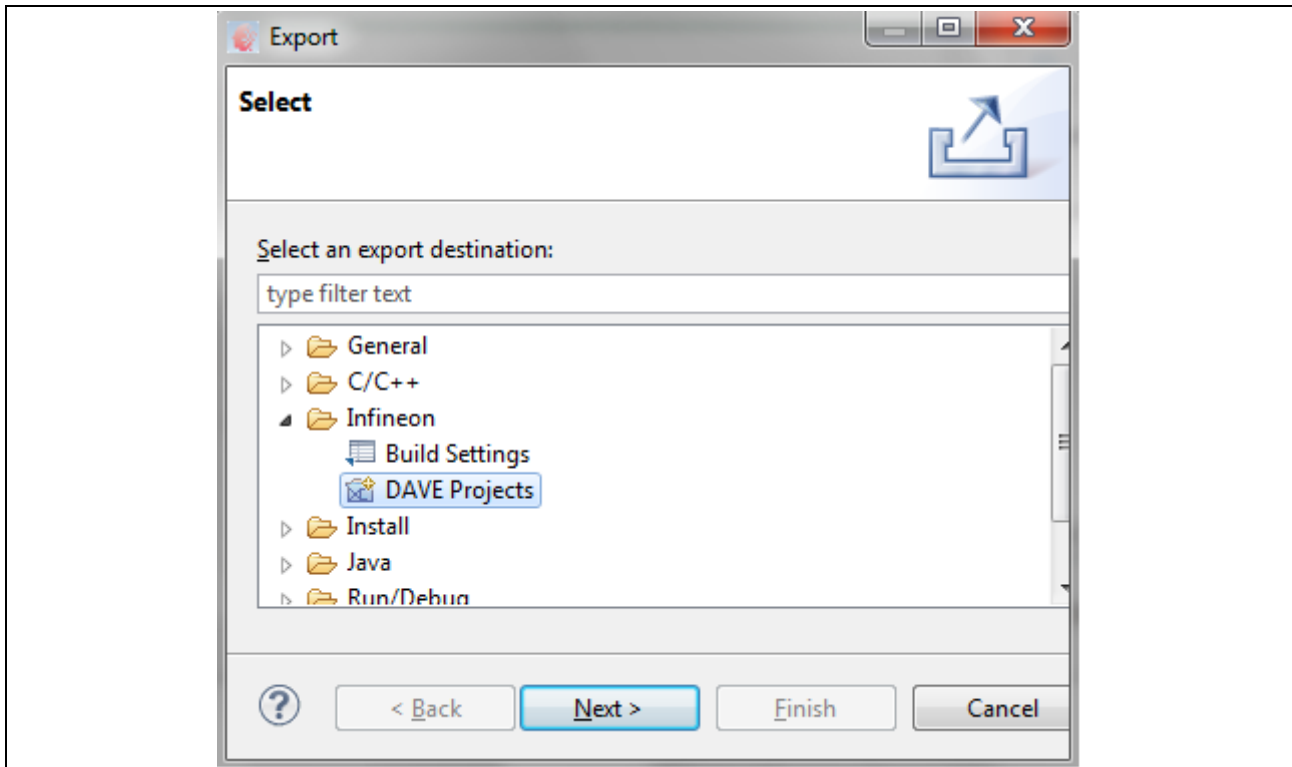 Export
Select
Select an export destination:
type filter text
General
C/C++
Infineon
Build Settings
DAVE Projects
Install
Java
Run/Debug
? < Back Next > Finish Cancel